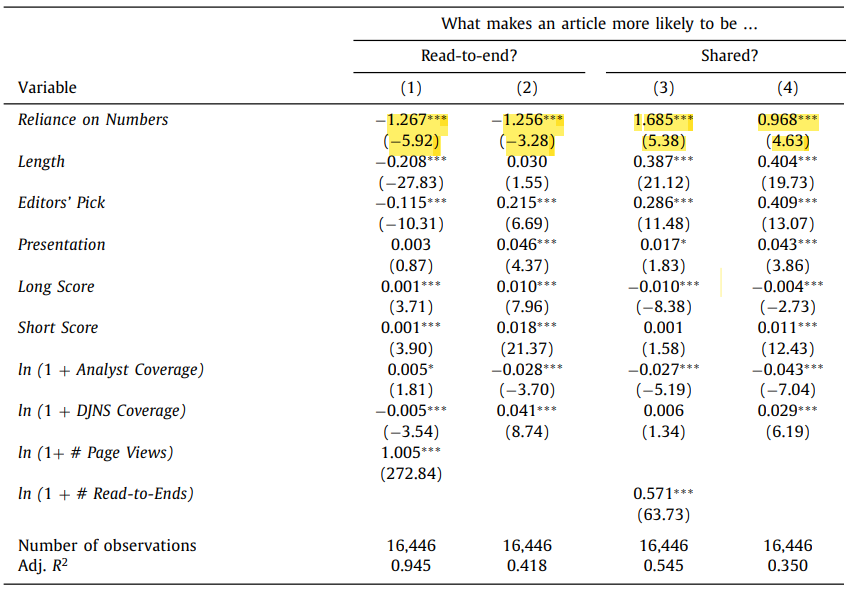 What makes an article more likely to be …
Read-to-end? Shared?
Variable (1) (2) (3) (4)
Reliance on Numbers −1.267*** −1.256*** 1.685*** 0.968***
(−5.92) (−3.28) (5.38) (4.63)
Length −0.208*** 0.030 0.387*** 0.404***
(−27.83) (1.55) (21.12) (19.73)
Editors' Pick −0.115*** 0.215*** 0.286*** 0.409***
(−10.31) (6.69) (11.48) (13.07)
Presentation 0.003 0.046*** 0.017* 0.043***
(0.87) (4.37) (1.83) (3.86)
Long Score 0.001*** 0.010*** −0.010*** −0.004***
(3.71) (7.96) (−8.38) (−2.73)
Short Score 0.001*** 0.018*** 0.001 0.011***
(3.90) (21.37) (1.58) (12.43)
ln (1 + Analyst Coverage) 0.005* −0.028*** −0.027*** −0.043***
(1.81) (−3.70) (−5.19) (−7.04)
ln (1 + DJNS Coverage) −0.005*** 0.041*** 0.006 0.029***
(−3.54) (8.74) (1.34) (6.19)
ln (1+ # Page Views) 1.005***
(272.84)
ln (1 + # Read-to-Ends) 0.571***
(63.73)
Number of observations 16,446 16,446 16,446 16,446
Adj. R² 0.945 0.418 0.545 0.350